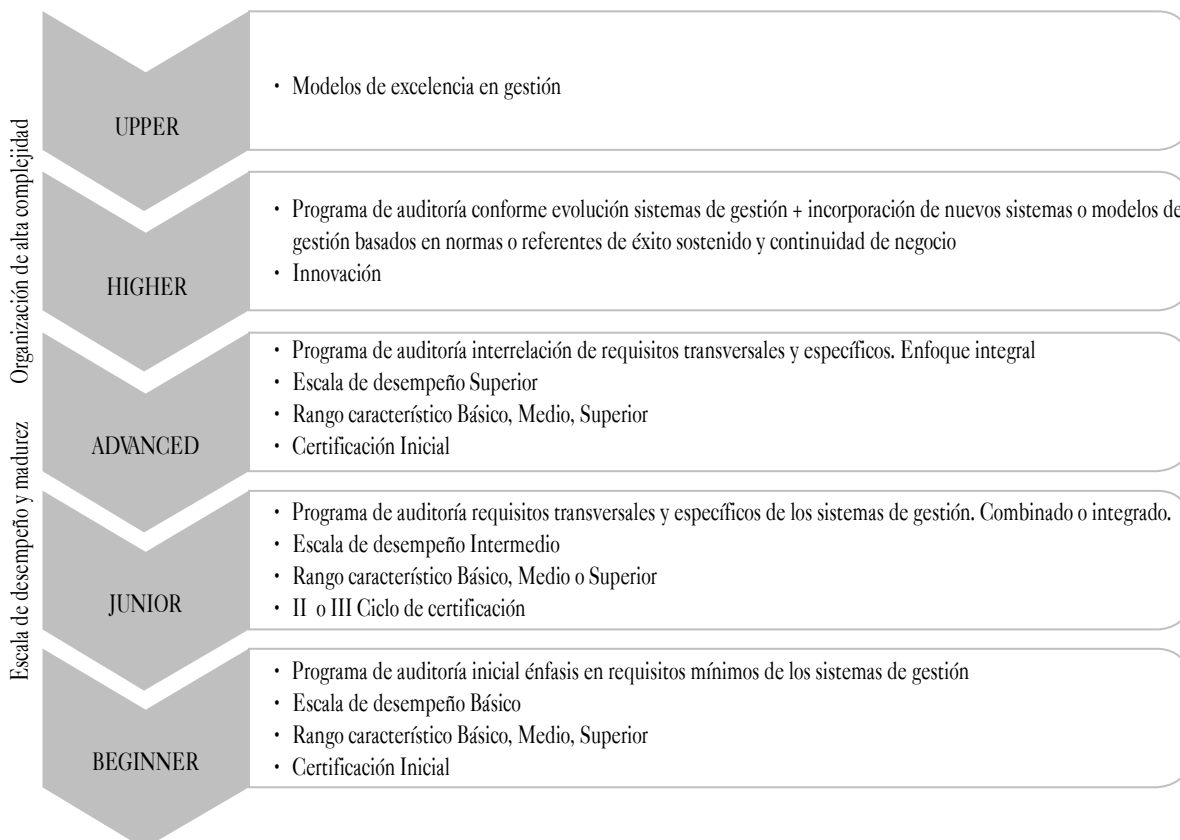 Escala de desempeño y madurez      Organización de alta complejidad
UPPER
• Modelos de excelencia en gestión
HIGHER
• Programa de auditoría conforme evolución sistemas de gestión + incorporación de nuevos sistemas o modelos de
gestión basados en normas o referentes de éxito sostenido y continuidad de negocio
• Innovación
ADVANCED
• Programa de auditoría interrelación de requisitos transversales y específicos. Enfoque integral
• Escala de desempeño Superior
• Rango característico Básico, Medio, Superior
• Certificación Inicial
JUNIOR
• Programa de auditoría requisitos transversales y específicos de los sistemas de gestión. Combinado o integrado.
• Escala de desempeño Intermedio
• Rango característico Básico, Medio o Superior
• II o III Ciclo de certificación
BEGINNER
• Programa de auditoría inicial énfasis en requisitos mínimos de los sistemas de gestión
• Escala de desempeño Básico
• Rango característico Básico, Medio, Superior
• Certificación Inicial